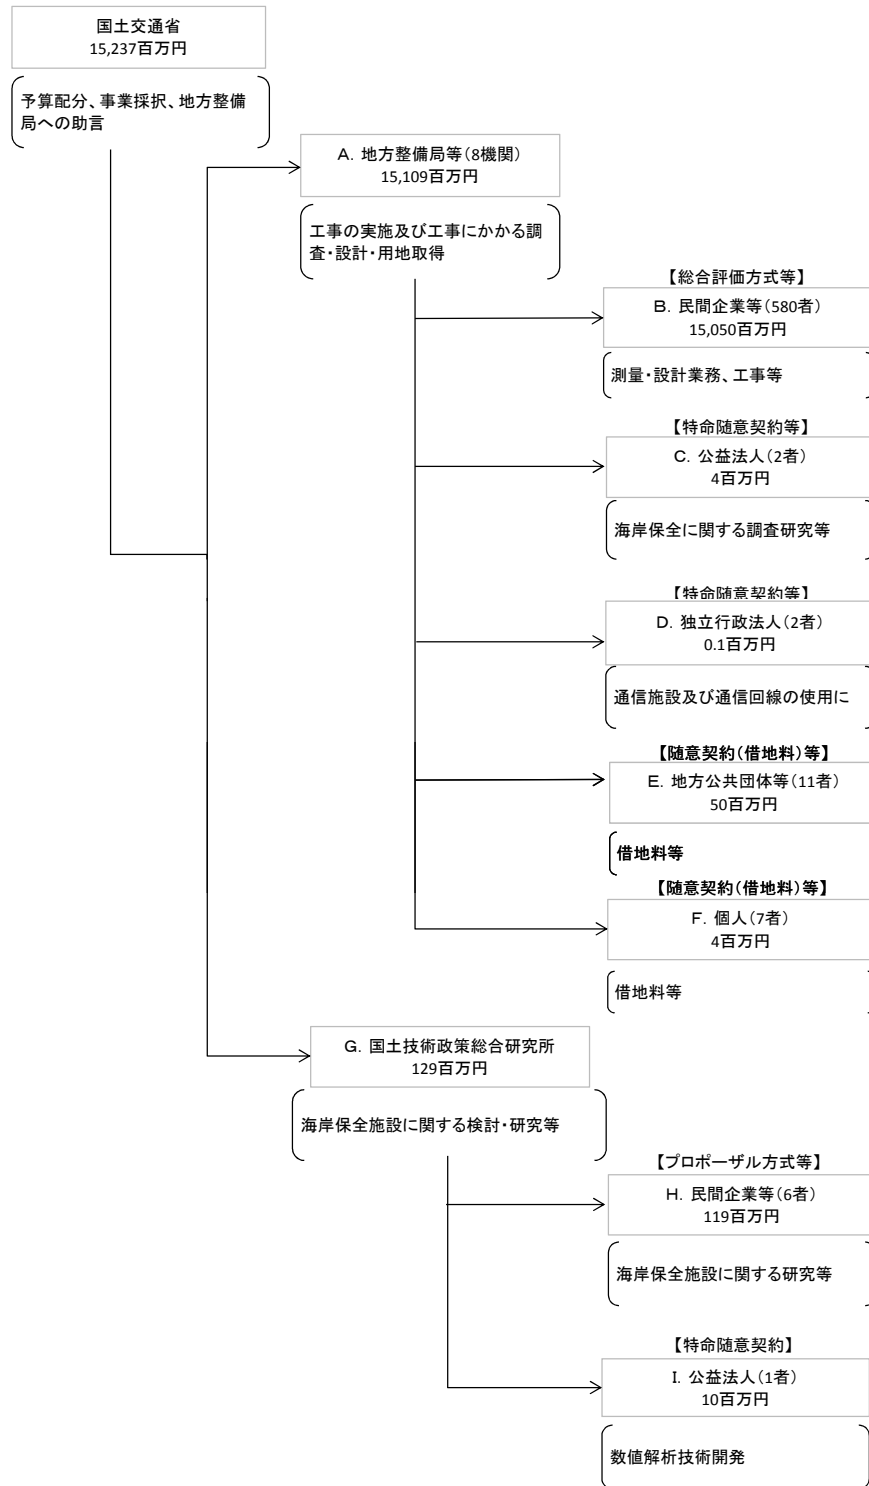 国土交通省
15,237百万円
予算配分、事業採択、地方整備
局への助言
A. 地方整備局等(8機関)
15,109百万円
工事の実施及び工事にかかる調
査・設計・用地取得
【総合評価方式等】
B. 民間企業等(580者)
15,050百万円
測量・設計業務、工事等
【特命随意契約等】
C. 公益法人(2者)
4百万円
海岸保全に関する調査研究等
【特命随意契約等】
D. 独立行政法人(2者)
0.1百万円
通信施設及び通信回線の使用に
【随意契約(借地料)等】
E. 地方公共団体等(11者)
50百万円
借地料等
【随意契約(借地料)等】
F. 個人(7者)
4百万円
借地料等
G. 国土技術政策総合研究所
129百万円
海岸保全施設に関する検討・研究等
【プロポーザル方式等】
H. 民間企業等(6者)
119百万円
海岸保全施設に関する研究等
【特命随意契約】
I. 公益法人(1者)
10百万円
数値解析技術開発